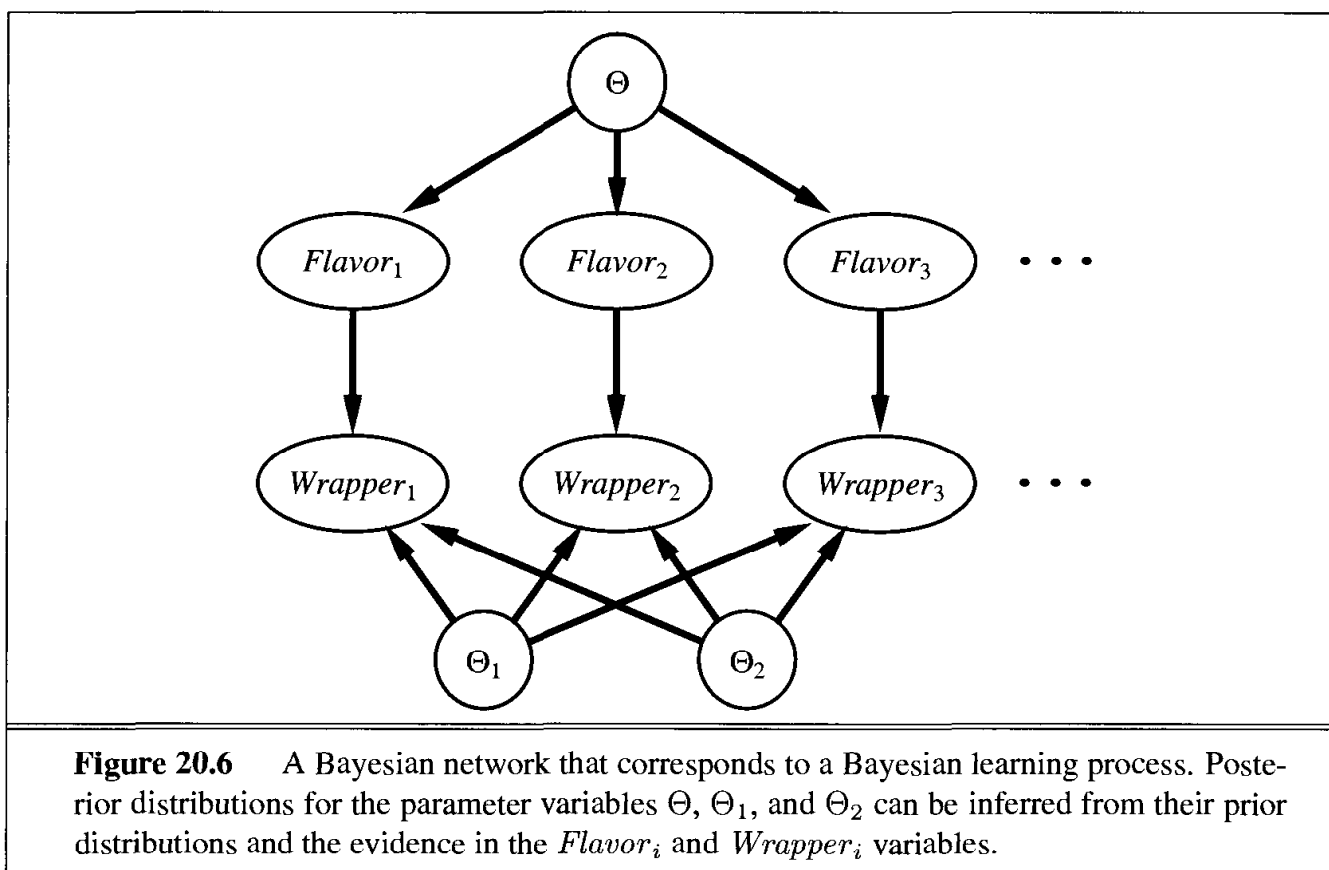 Θ
Flavor₁ Flavor₂ Flavor₃ • • •
Wrapper₁ Wrapper₂ Wrapper₃ • • •
Θ₁ Θ₂
Figure 20.6 A Bayesian network that corresponds to a Bayesian learning process. Poste-
rior distributions for the parameter variables Θ, Θ₁, and Θ₂ can be inferred from their prior
distributions and the evidence in the Flavorᵢ and Wrapperᵢ variables.